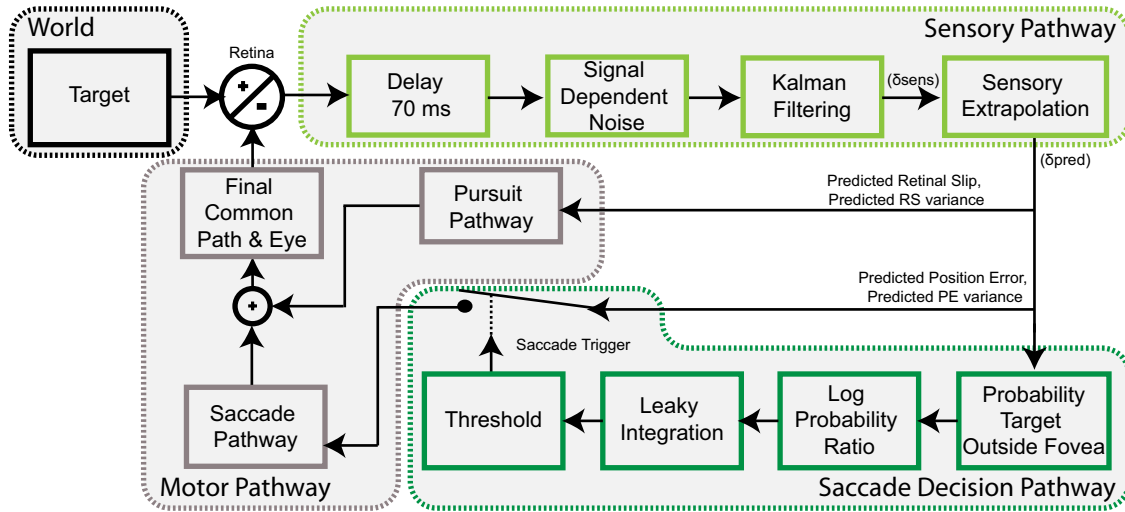 World
Sensory Pathway
Retina
Target
+
-
Delay
70 ms
Signal
Dependent
Noise
Kalman
Filtering
(δsens)
Sensory
Extrapolation
(δpred)
Final
Common
Path & Eye
Pursuit
Pathway
Predicted Retinal Slip,
Predicted RS variance
Predicted Position Error,
Predicted PE variance
+
Saccade Trigger
Saccade
Pathway
Threshold
Leaky
Integration
Log
Probability
Ratio
Probability
Target
Outside Fovea
Motor Pathway
Saccade Decision Pathway